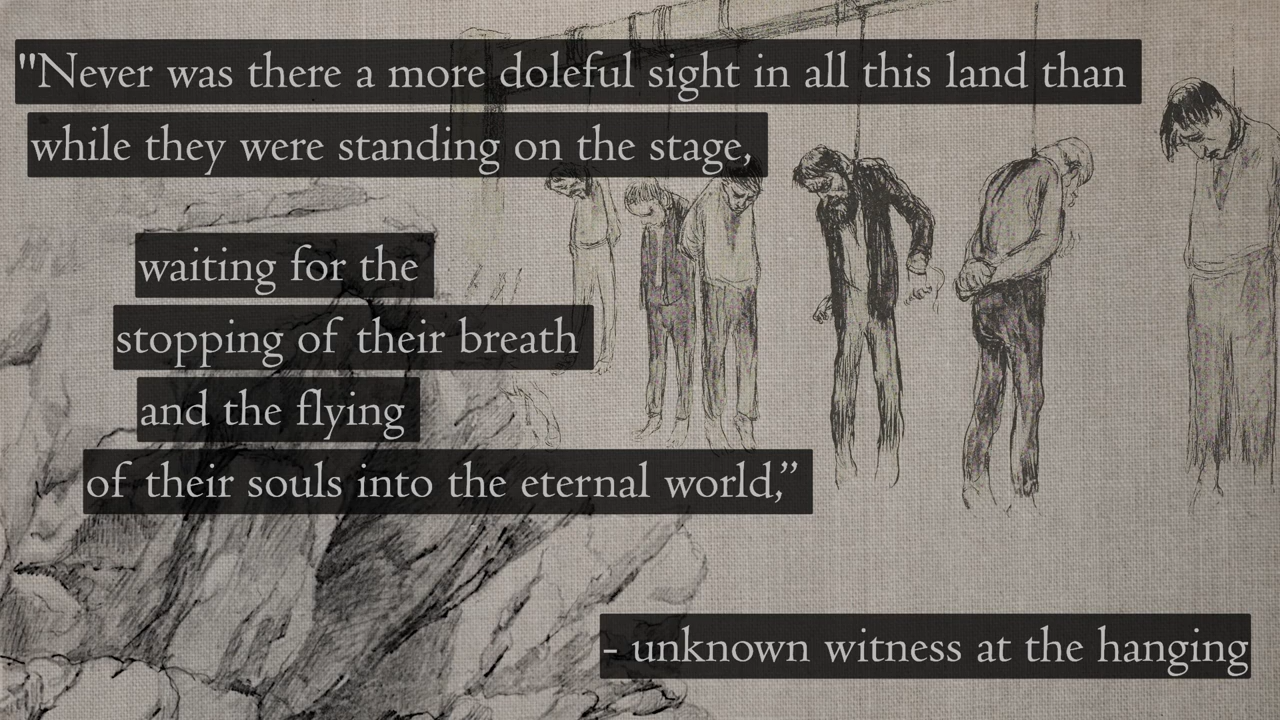 "Never was there a more doleful sight in all this land than
while they were standing on the stage,
waiting for the
stopping of their breath
and the flying
of their souls into the eternal world,”
- unknown witness at the hanging